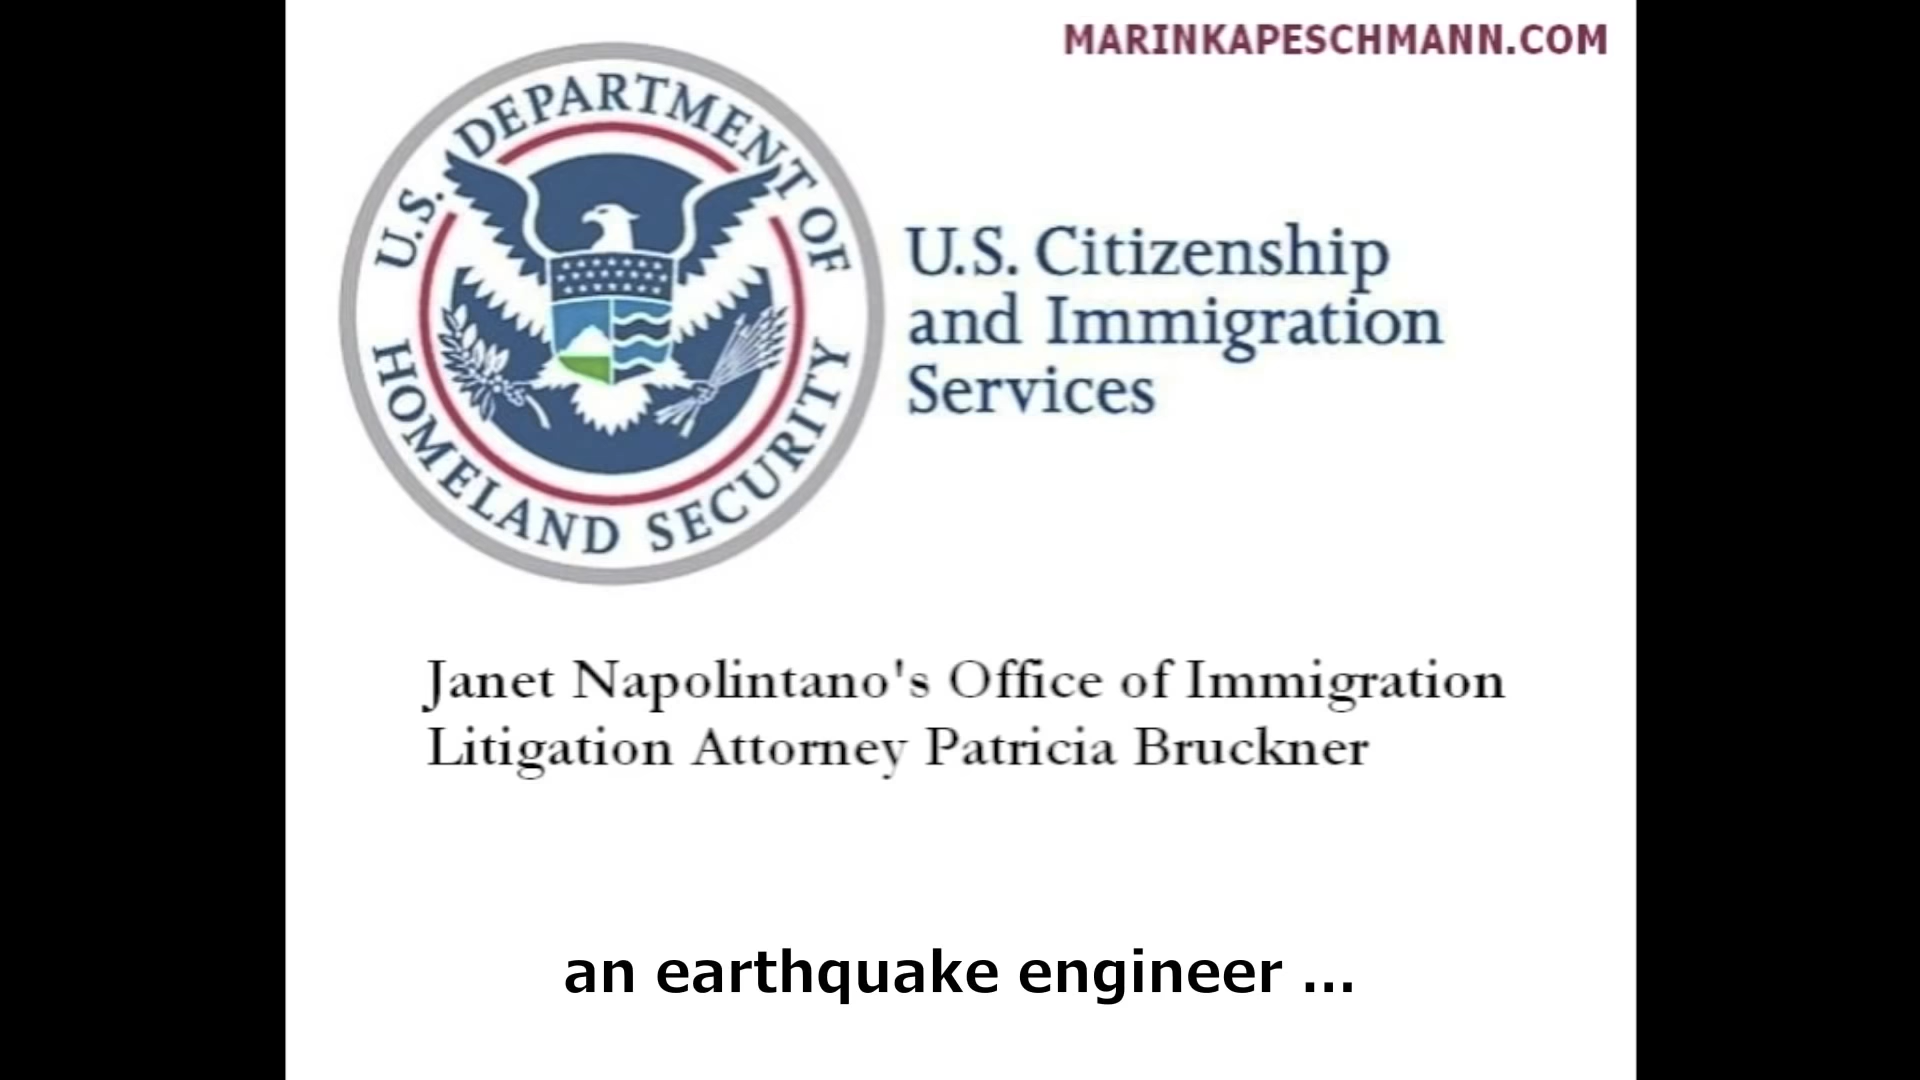 MARINKAPESCHMANN.COM
U.S. DEPARTMENT OF
HOMELAND SECURITY
U.S. Citizenship
and Immigration
Services
Janet Napolintano's Office of Immigration
Litigation Attorney Patricia Bruckner
an earthquake engineer ...